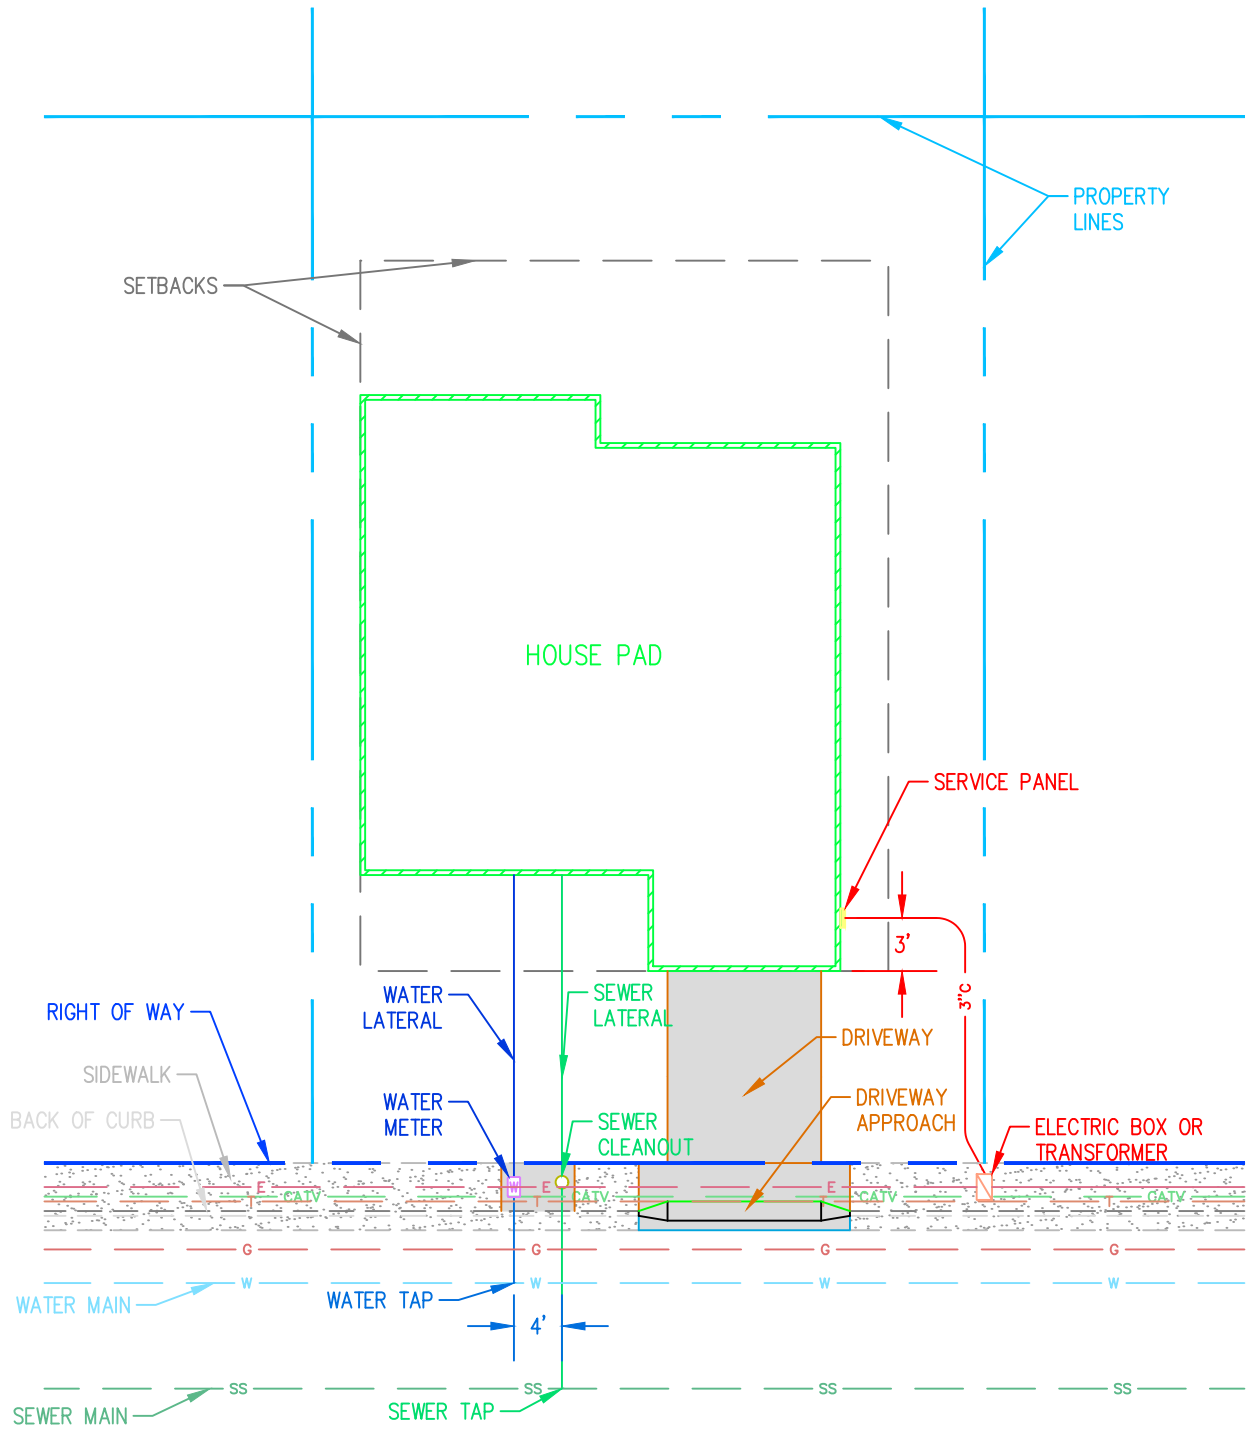 PROPERTY
LINES
SETBACKS
HOUSE PAD
SERVICE PANEL
3'
3"C
WATER
LATERAL
SEWER
LATERAL
RIGHT OF WAY
DRIVEWAY
SIDEWALK
BACK OF CURB
WATER
METER
SEWER
CLEANOUT
DRIVEWAY
APPROACH
ELECTRIC BOX OR
TRANSFORMER
E
W
E
E
CATV
CATV
CATV
CATV
T
T
T
T
G
G
G
G
W
W
W
W
WATER MAIN
WATER TAP
4'
SS
SS
SS
SS
SEWER MAIN
SEWER TAP